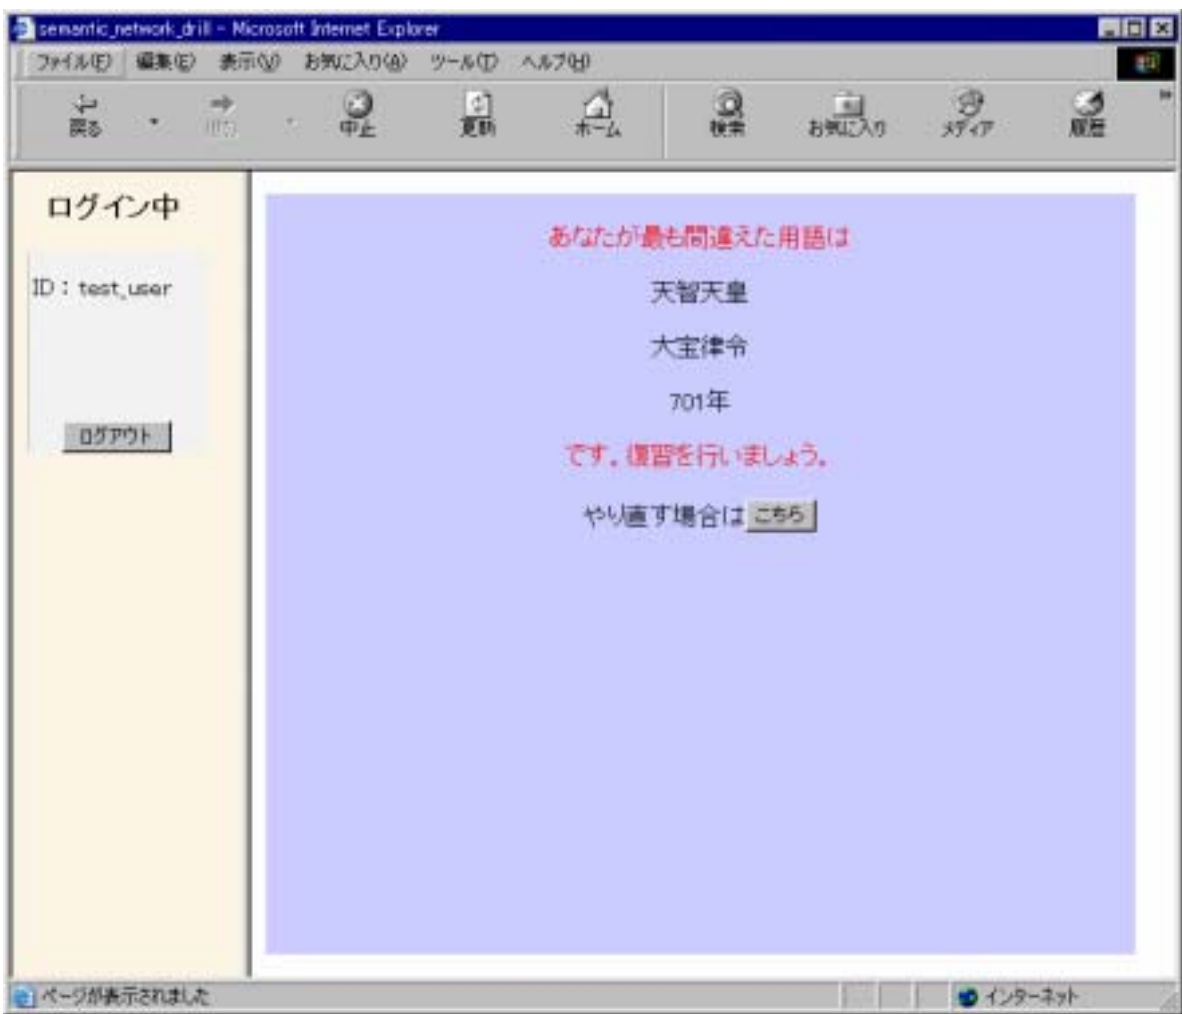 semantic_network_drill - Microsoft Internet Explorer
ファイル(F) 編集(E) 表示(V) お気に入り(A) ツール(T) ヘルプ(H)
戻る 中止 更新 ホーム 検索 お気に入り メディア 履歴
ログイン中
ID：test_user
ログアウト
あなたが最も間違えた用語は
天智天皇
大宝律令
701年
です。復習を行いましょう。
やり直す場合は こちら
ページが表示されました インターネット